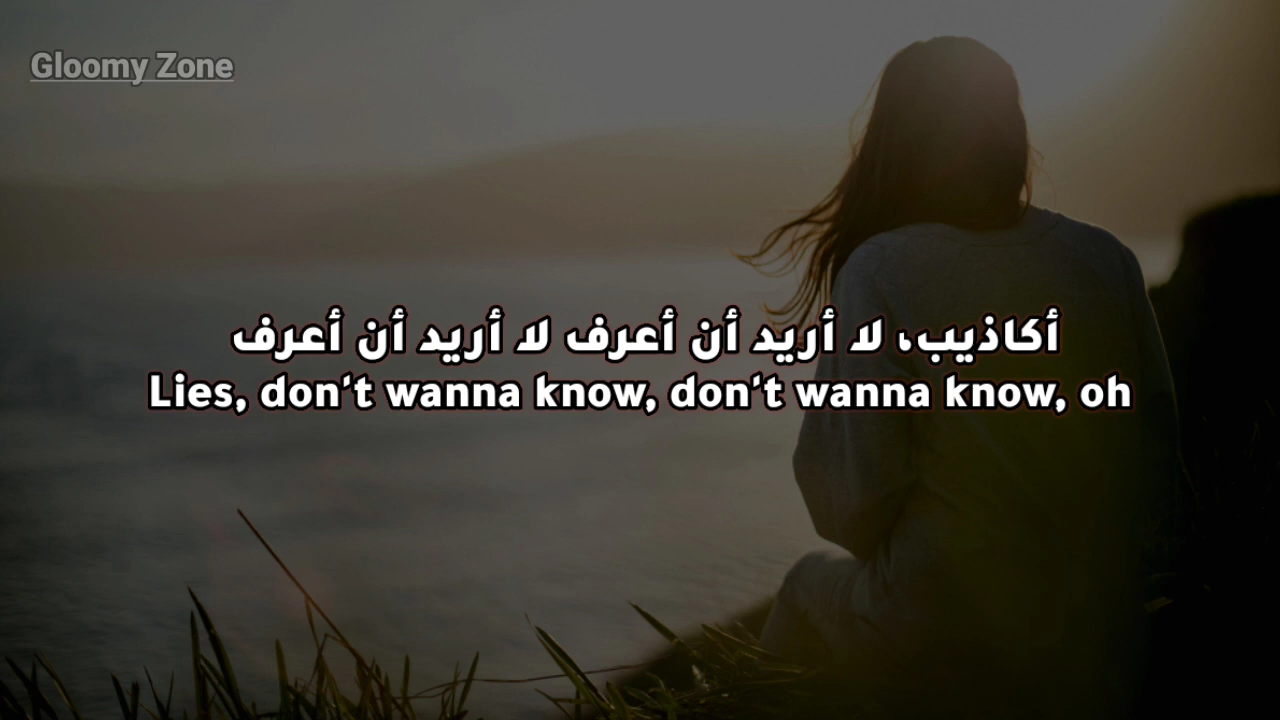 Gloomy Zone
أكاذيب، لا أريد أن أعرف لا أريد أن أعرف
Lies, don't wanna know, don't wanna know, oh